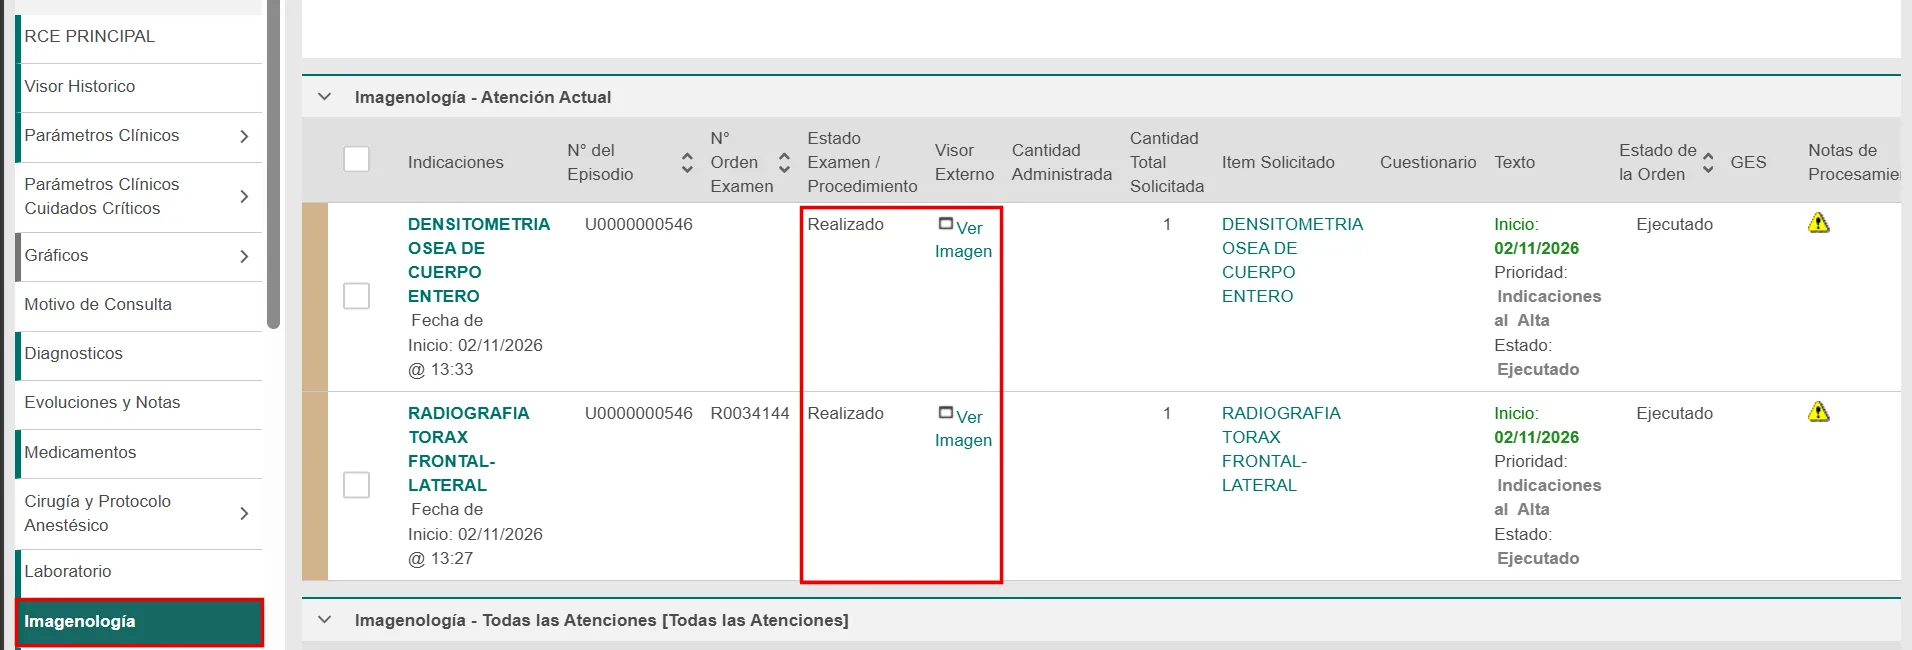 RCE PRINCIPAL
Visor Historico
Parámetros Clínicos
Parámetros Clínicos
Cuidados Críticos
Gráficos
Motivo de Consulta
Diagnosticos
Evoluciones y Notas
Medicamentos
Cirugía y Protocolo
Anestésico
Laboratorio
Imagenología
Imagenología - Atención Actual
Indicaciones
N° del
Episodio
N°
Orden
Examen
Estado
Examen /
Procedimiento
Visor
Externo
Cantidad
Administrada
Cantidad
Total
Solicitada
Item Solicitado
Cuestionario
Texto
Estado de
la Orden
GES
Notas de
DENSITOMETRIA
OSEA DE
CUERPO
ENTERO
Fecha de
Inicio: 02/11/2026
@ 13:33
U0000000546
Realizado
Ver
Imagen
1
DENSITOMETRIA
OSEA DE
CUERPO
ENTERO
Inicio:
02/11/2026
Prioridad:
Indicaciones
al Alta
Estado:
Ejecutado
Ejecutado
RADIOGRAFIA
TORAX
FRONTAL-
LATERAL
Fecha de
Inicio: 02/11/2026
@ 13:27
U0000000546
R0034144
Realizado
Ver
Imagen
1
RADIOGRAFIA
TORAX
FRONTAL-
LATERAL
Inicio:
02/11/2026
Prioridad:
Indicaciones
al Alta
Estado:
Ejecutado
Ejecutado
Imagenología - Todas las Atenciones [Todas las Atenciones]